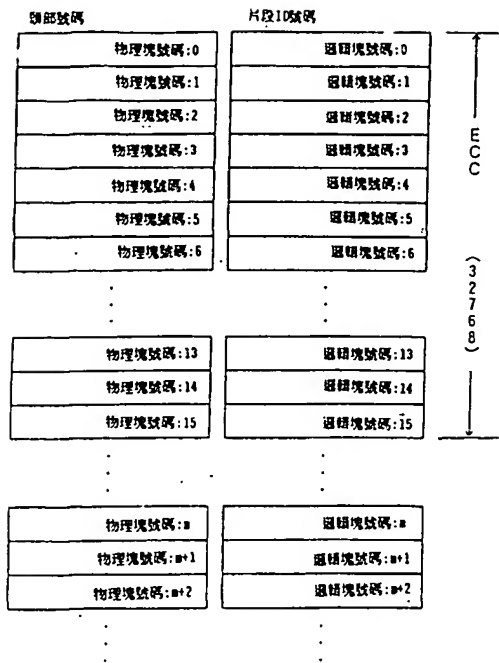 頭部號碼 片段ID號碼
物理塊號碼:0 邏輯塊號碼:0
物理塊號碼:1 邏輯塊號碼:1
物理塊號碼:2 邏輯塊號碼:2
物理塊號碼:3 邏輯塊號碼:3
物理塊號碼:4 邏輯塊號碼:4
物理塊號碼:5 邏輯塊號碼:5
物理塊號碼:6 邏輯塊號碼:6
ECC
(32768)
物理塊號碼:13 邏輯塊號碼:13
物理塊號碼:14 邏輯塊號碼:14
物理塊號碼:15 邏輯塊號碼:15
物理塊號碼:m 邏輯塊號碼:m
物理塊號碼:m+1 邏輯塊號碼:m+1
物理塊號碼:m+2 邏輯塊號碼:m+2